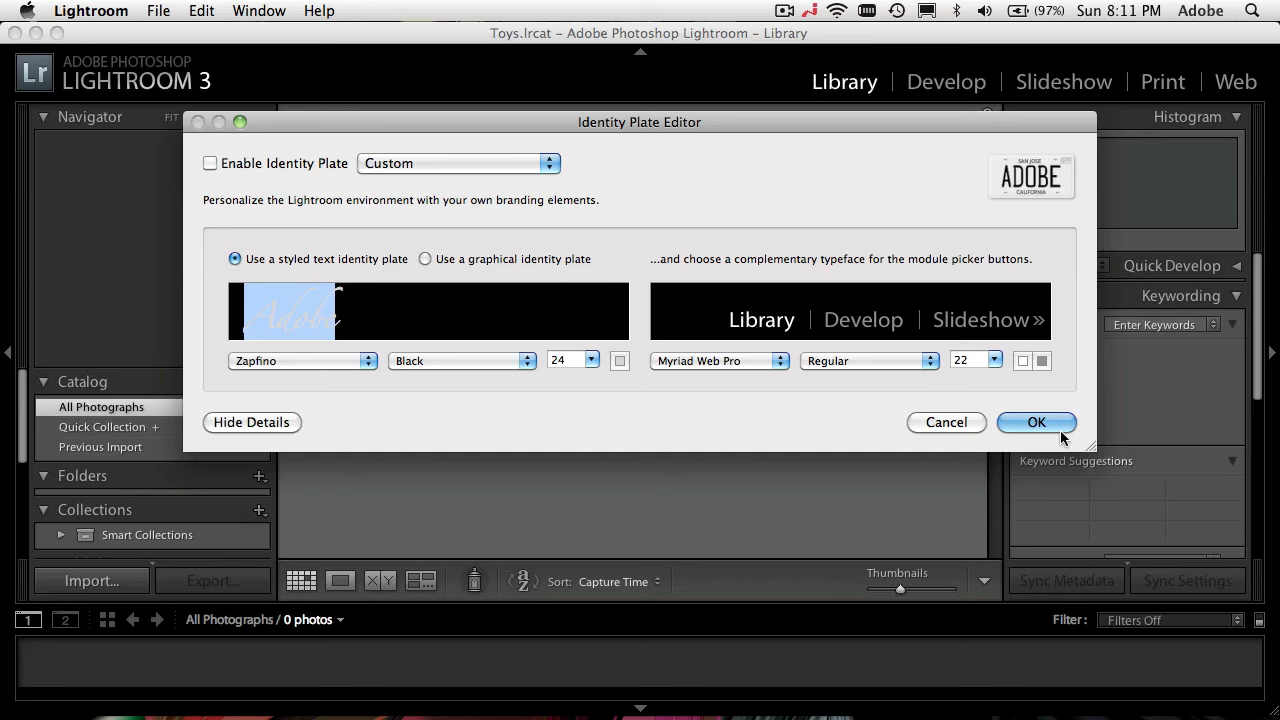 Lightroom File Edit Window Help (97%) Sun 8:11 PM Adobe
Toys.lrcat – Adobe Photoshop Lightroom – Library
Lr ADOBE PHOTOSHOP
LIGHTROOM 3
Library | Develop | Slideshow | Print | Web
Navigator FIT
Histogram
Identity Plate Editor
Enable Identity Plate Custom
SAN JOSE
ADOBE
CALIFORNIA
Personalize the Lightroom environment with your own branding elements.
Use a styled text identity plate Use a graphical identity plate
...and choose a complementary typeface for the module picker buttons.
Adobe
Library | Develop | Slideshow »
Zapfino Black 24
Myriad Web Pro Regular 22
Hide Details Cancel OK
Quick Develop
Keywording
Enter Keywords
Keyword Suggestions
Catalog
All Photographs
Quick Collection +
Previous Import
Folders
Collections
Smart Collections
Import... Export...
XY Sort: Capture Time Thumbnails
Sync Metadata Sync Settings
1 2 All Photographs / 0 photos Filter : Filters Off